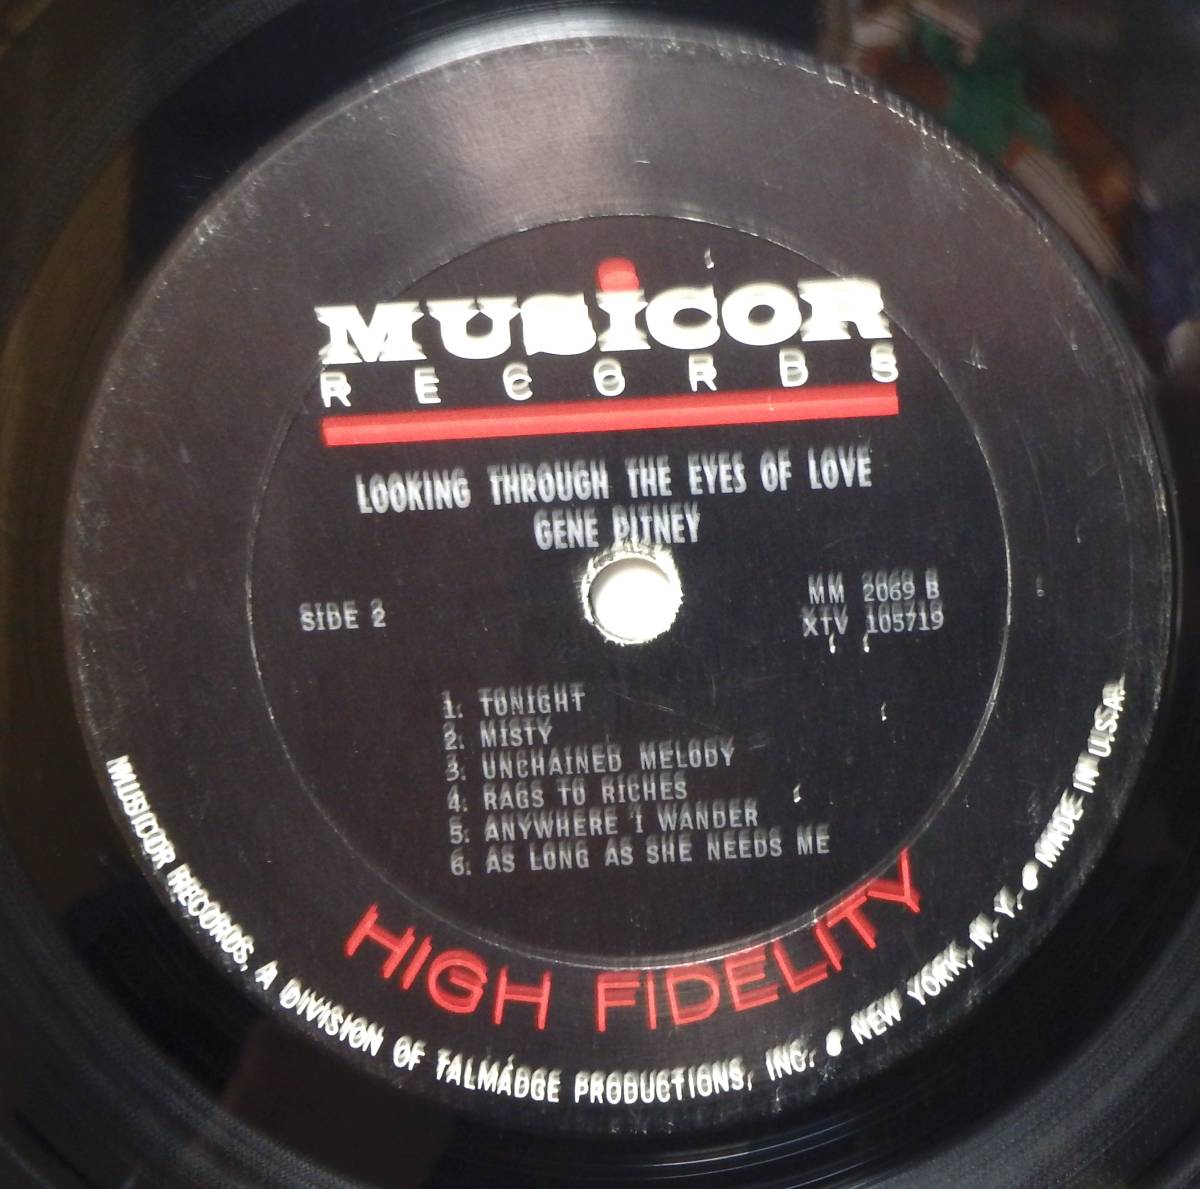 MUSICOR
RECORDS
LOOKING THROUGH THE EYES OF LOVE
GENE PITNEY
SIDE 2
MM 2069 B
XTV 105719
1. TONIGHT
2. MISTY
3. UNCHAINED MELODY
4. RAGS TO RICHES
5. ANYWHERE I WANDER
6. AS LONG AS SHE NEEDS ME
HIGH FIDELITY
MUSICOR RECORDS, A DIVISION OF TALMADGE PRODUCTIONS, INC. ● NEW YORK, N. Y. ● MADE IN U.S.A.